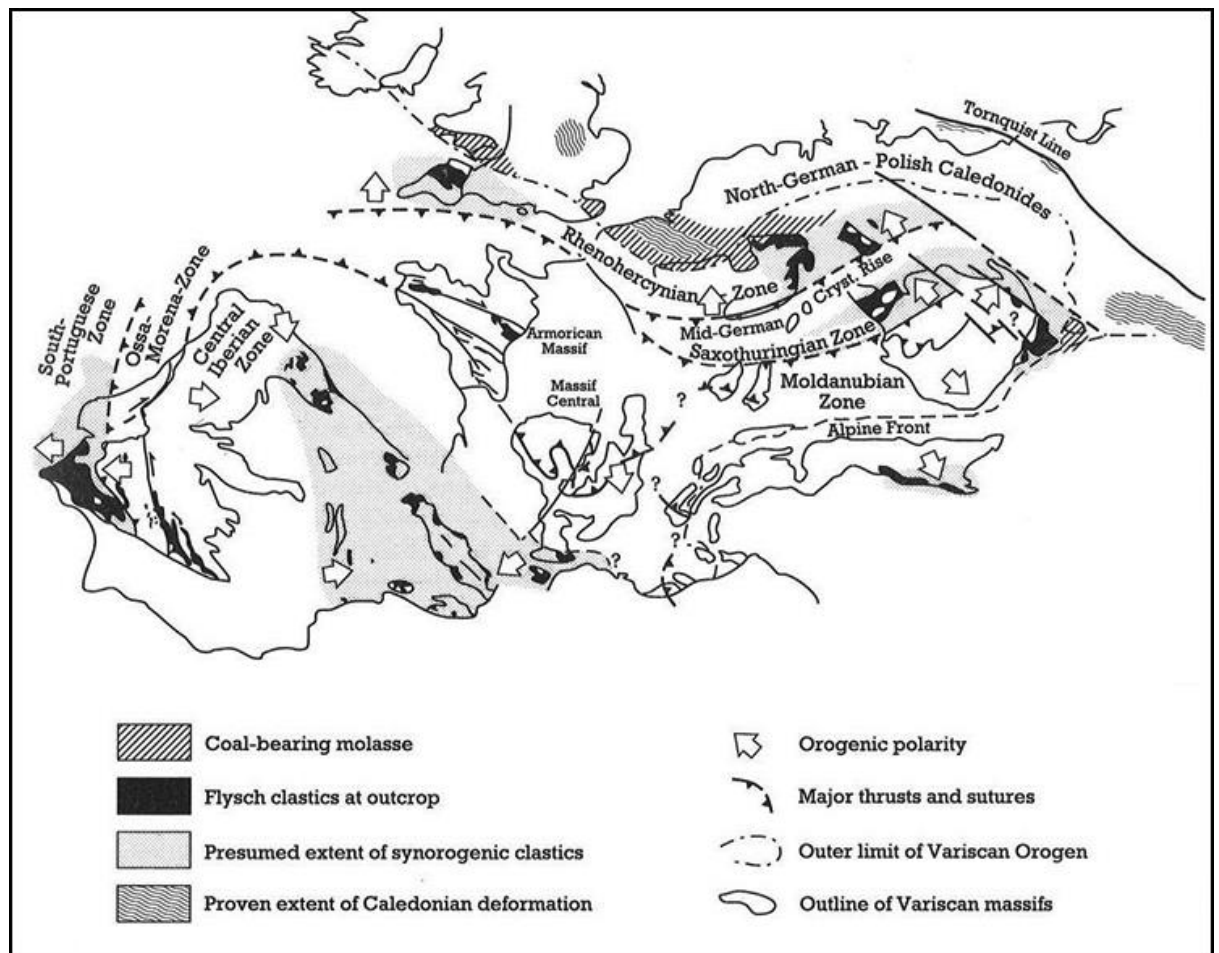 Tornquist Line
North-German - Polish Caledonides
Rhenohercynian - Zone
Mid-German Cryst. Rise
Saxothuringian Zone
Moldanubian
Zone
Alpine Front
South-
Portuguese
Zone
Ossa-
Morena-Zone
Central
Iberian
Zone
Armorican
Massif
Massif
Central
?
?
?
?
?
?
Coal-bearing molasse
Flysch clastics at outcrop
Presumed extent of synorogenic clastics
Proven extent of Caledonian deformation
Orogenic polarity
Major thrusts and sutures
Outer limit of Variscan Orogen
Outline of Variscan massifs